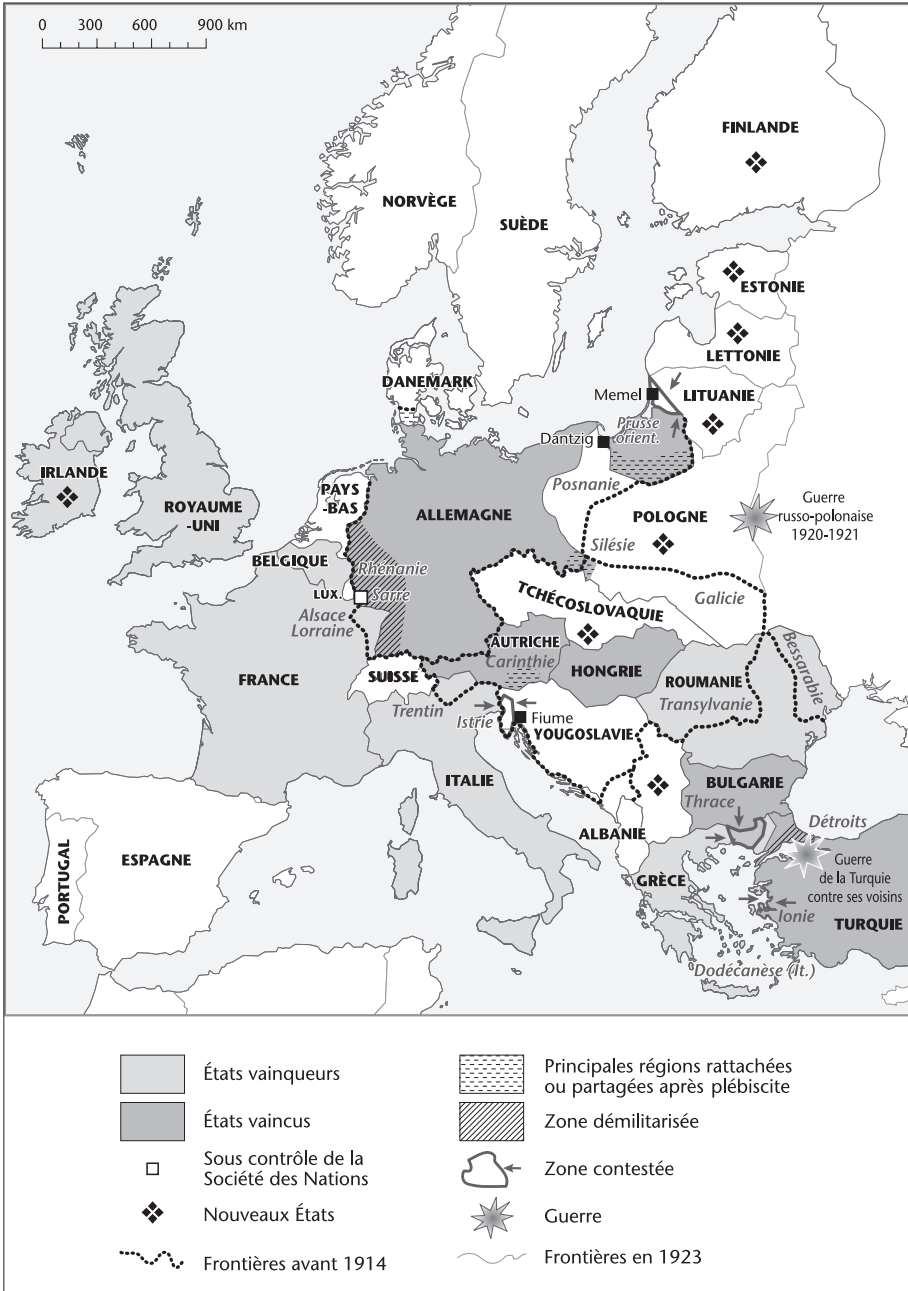 0 300 600 900 km
FINLANDE
NORVÈGE
SUÈDE
ESTONIE
LETTONIE
DANEMARK
Memel
LITUANIE
Prusse
orient.
Dantzig
IRLANDE
ROYAUME
-UNI
PAYS
-BAS
Posnanie
ALLEMAGNE
POLOGNE
Guerre
russo-polonaise
1920-1921
BELGIQUE
Rhénanie
Silésie
LUX.
Sarre
TCHÉCOSLOVAQUIE
Galicie
Alsace
Lorraine
AUTRICHE
Carinthie
HONGRIE
Bessarabie
FRANCE
SUISSE
ROUMANIE
Transylvanie
Trentin
Istrie
Fiume
YOUGOSLAVIE
ITALIE
BULGARIE
Thrace
Détroits
PORTUGAL
ESPAGNE
ALBANIE
GRÈCE
Guerre
de la Turquie
contre ses voisins
Ionie
TURQUIE
Dodécanèse (It.)
États vainqueurs
États vaincus
Sous contrôle de la
Société des Nations
Nouveaux États
Frontières avant 1914
Principales régions rattachées
ou partagées après plébiscite
Zone démilitarisée
Zone contestée
Guerre
Frontières en 1923